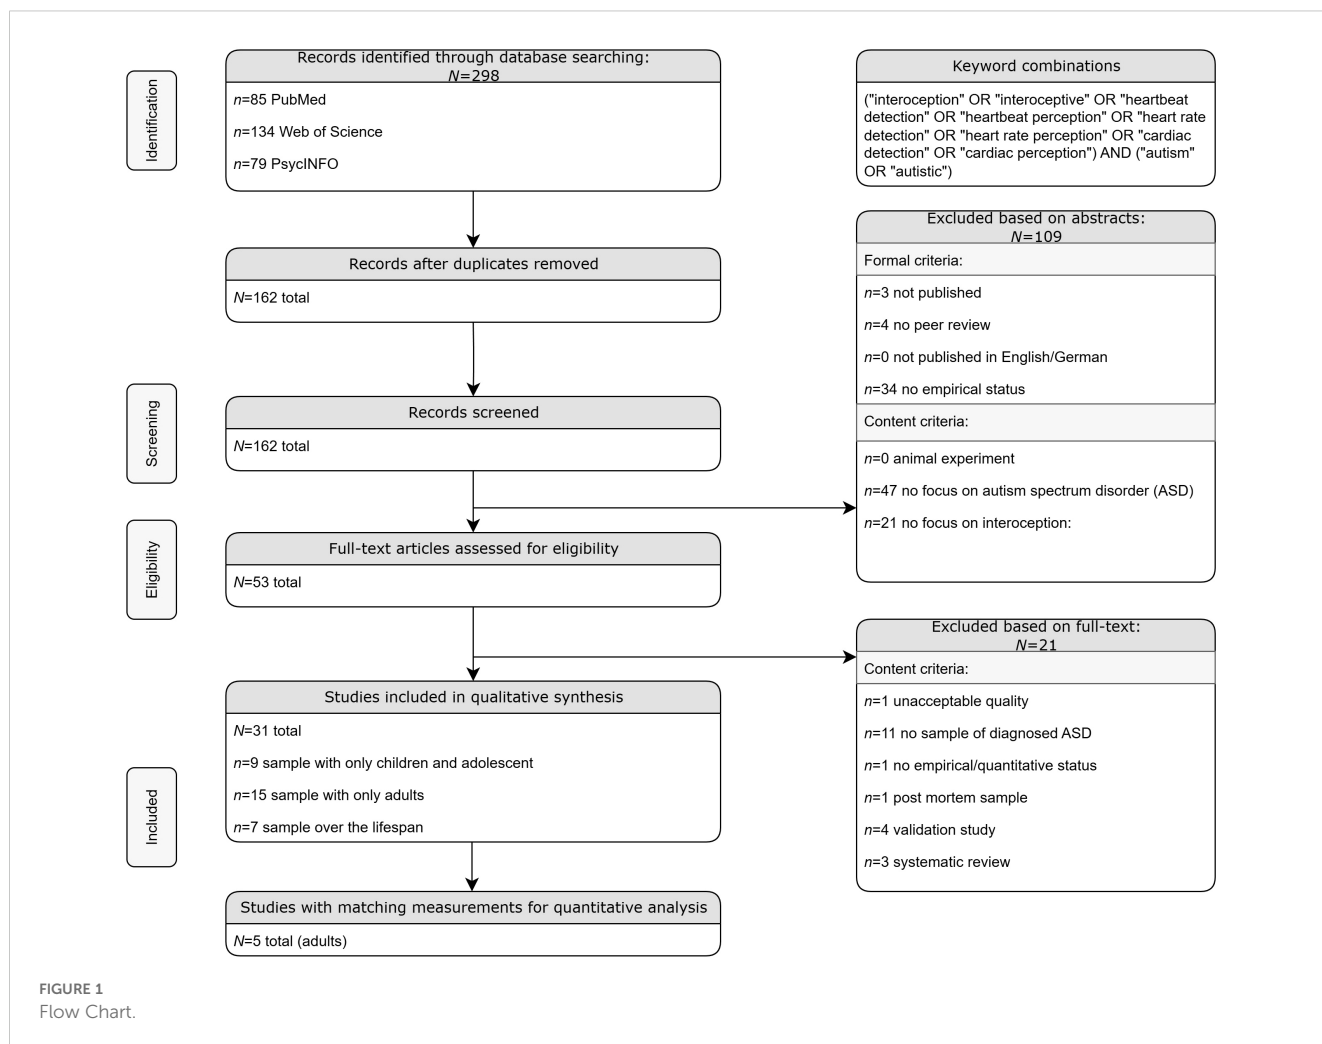 Identification
Records identified through database searching:
N=298
n=85 PubMed
n=134 Web of Science
n=79 PsycINFO
Keyword combinations
("interoception" OR "interoceptive" OR "heartbeat
detection" OR "heartbeat perception" OR "heart rate
detection" OR "heart rate perception" OR "cardiac
detection" OR "cardiac perception") AND ("autism"
OR "autistic")
Records after duplicates removed
N=162 total
Screening
Records screened
N=162 total
Excluded based on abstracts:
N=109
Formal criteria:
n=3 not published
n=4 no peer review
n=0 not published in English/German
n=34 no empirical status
Content criteria:
n=0 animal experiment
n=47 no focus on autism spectrum disorder (ASD)
n=21 no focus on interoception:
Eligibility
Full-text articles assessed for eligibility
N=53 total
Excluded based on full-text:
N=21
Content criteria:
n=1 unacceptable quality
n=11 no sample of diagnosed ASD
n=1 no empirical/quantitative status
n=1 post mortem sample
n=4 validation study
n=3 systematic review
Included
Studies included in qualitative synthesis
N=31 total
n=9 sample with only children and adolescent
n=15 sample with only adults
n=7 sample over the lifespan
Studies with matching measurements for quantitative analysis
N=5 total (adults)
FIGURE 1
Flow Chart.